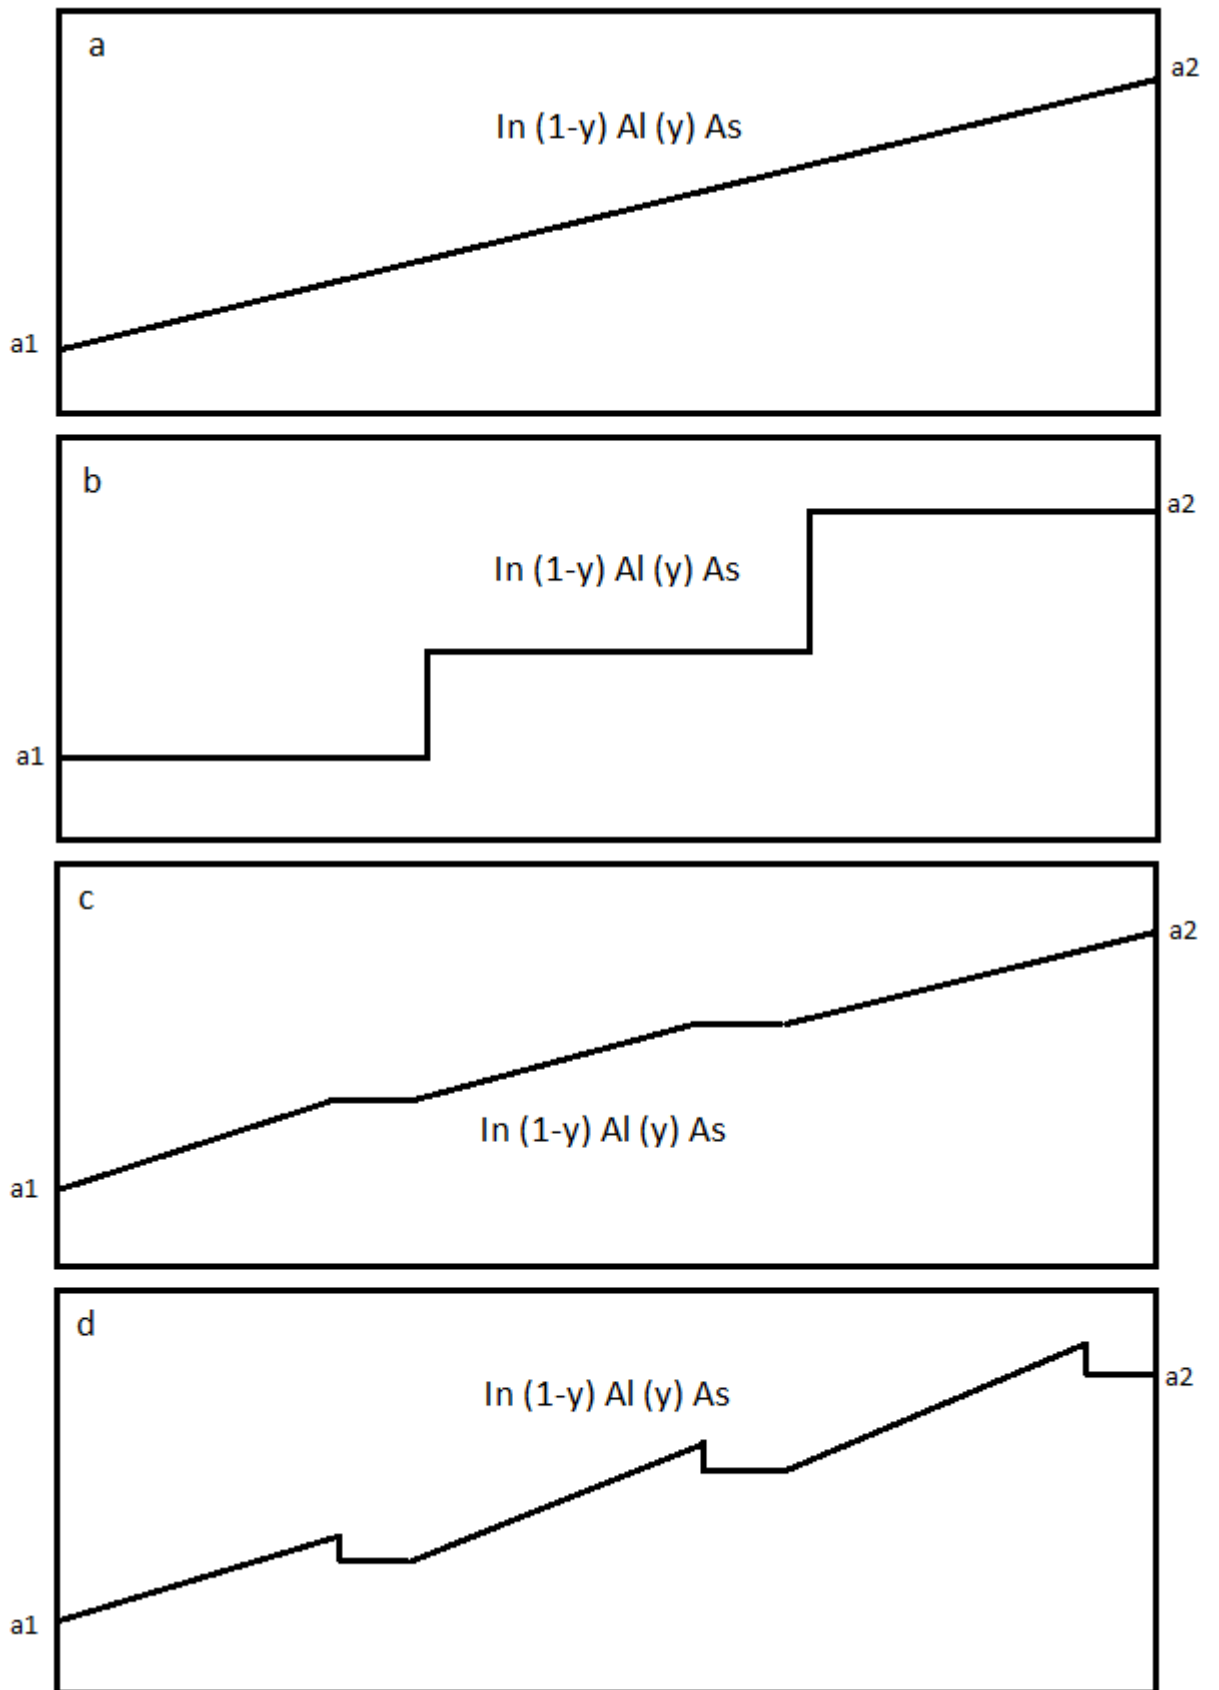 a
a2
In (1-y) Al (y) As
a1
b
a2
In (1-y) Al (y) As
a1
c
a2
In (1-y) Al (y) As
a1
d
a2
In (1-y) Al (y) As
a1